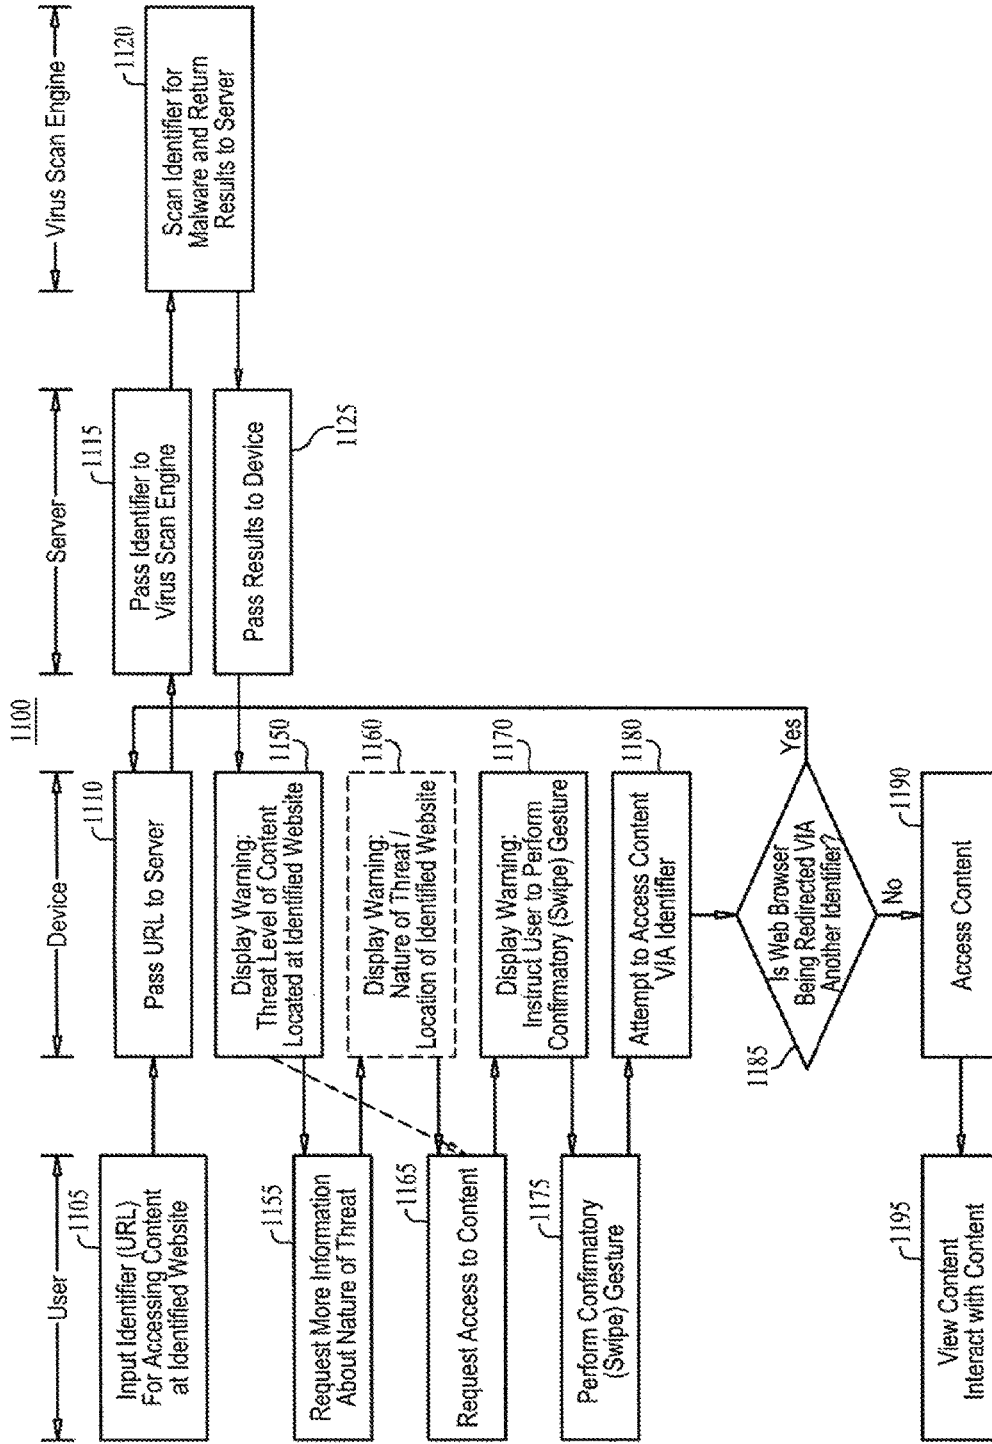 1100
User
Device
Server
Virus Scan Engine
1105
Input Identifier (URL)
For Accessing Content
at Identified Website
1110
Pass URL to Server
1115
Pass Identifier to
Virus Scan Engine
1120
Scan Identifier for
Malware and Return
Results to Server
1125
Pass Results to Device
1150
Display Warning:
Threat Level of Content
Located at Identified Website
1155
Request More Information
About Nature of Threat
1160
Display Warning:
Nature of Threat /
Location of Identified Website
1165
Request Access to Content
1170
Display Warning:
Instruct User to Perform
Confirmatory (Swipe) Gesture
1175
Perform Confirmatory
(Swipe) Gesture
1180
Attempt to Access Content
VIA Identifier
1185
Is Web Browser
Being Redirected VIA
Another Identifier?
Yes
No
1190
Access Content
1195
View Content
Interact with Content